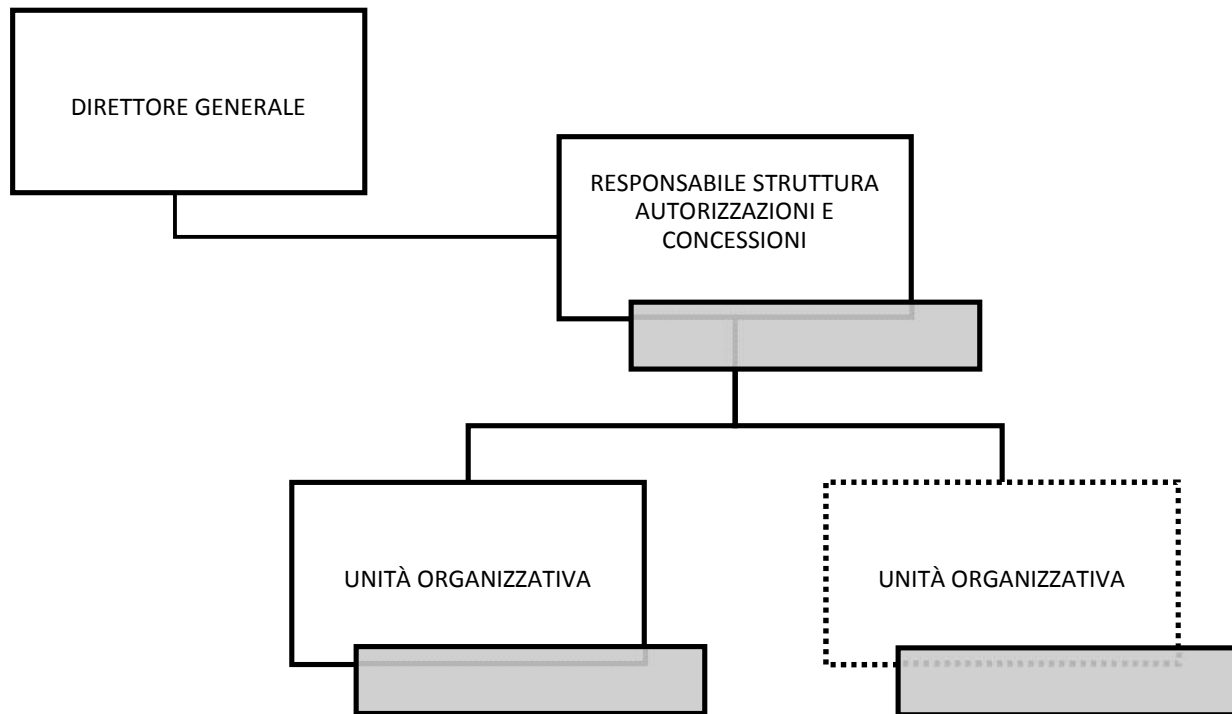 DIRETTORE GENERALE
RESPONSABILE STRUTTURA
AUTORIZZAZIONI E
CONCESSIONI
UNITÀ ORGANIZZATIVA
UNITÀ ORGANIZZATIVA